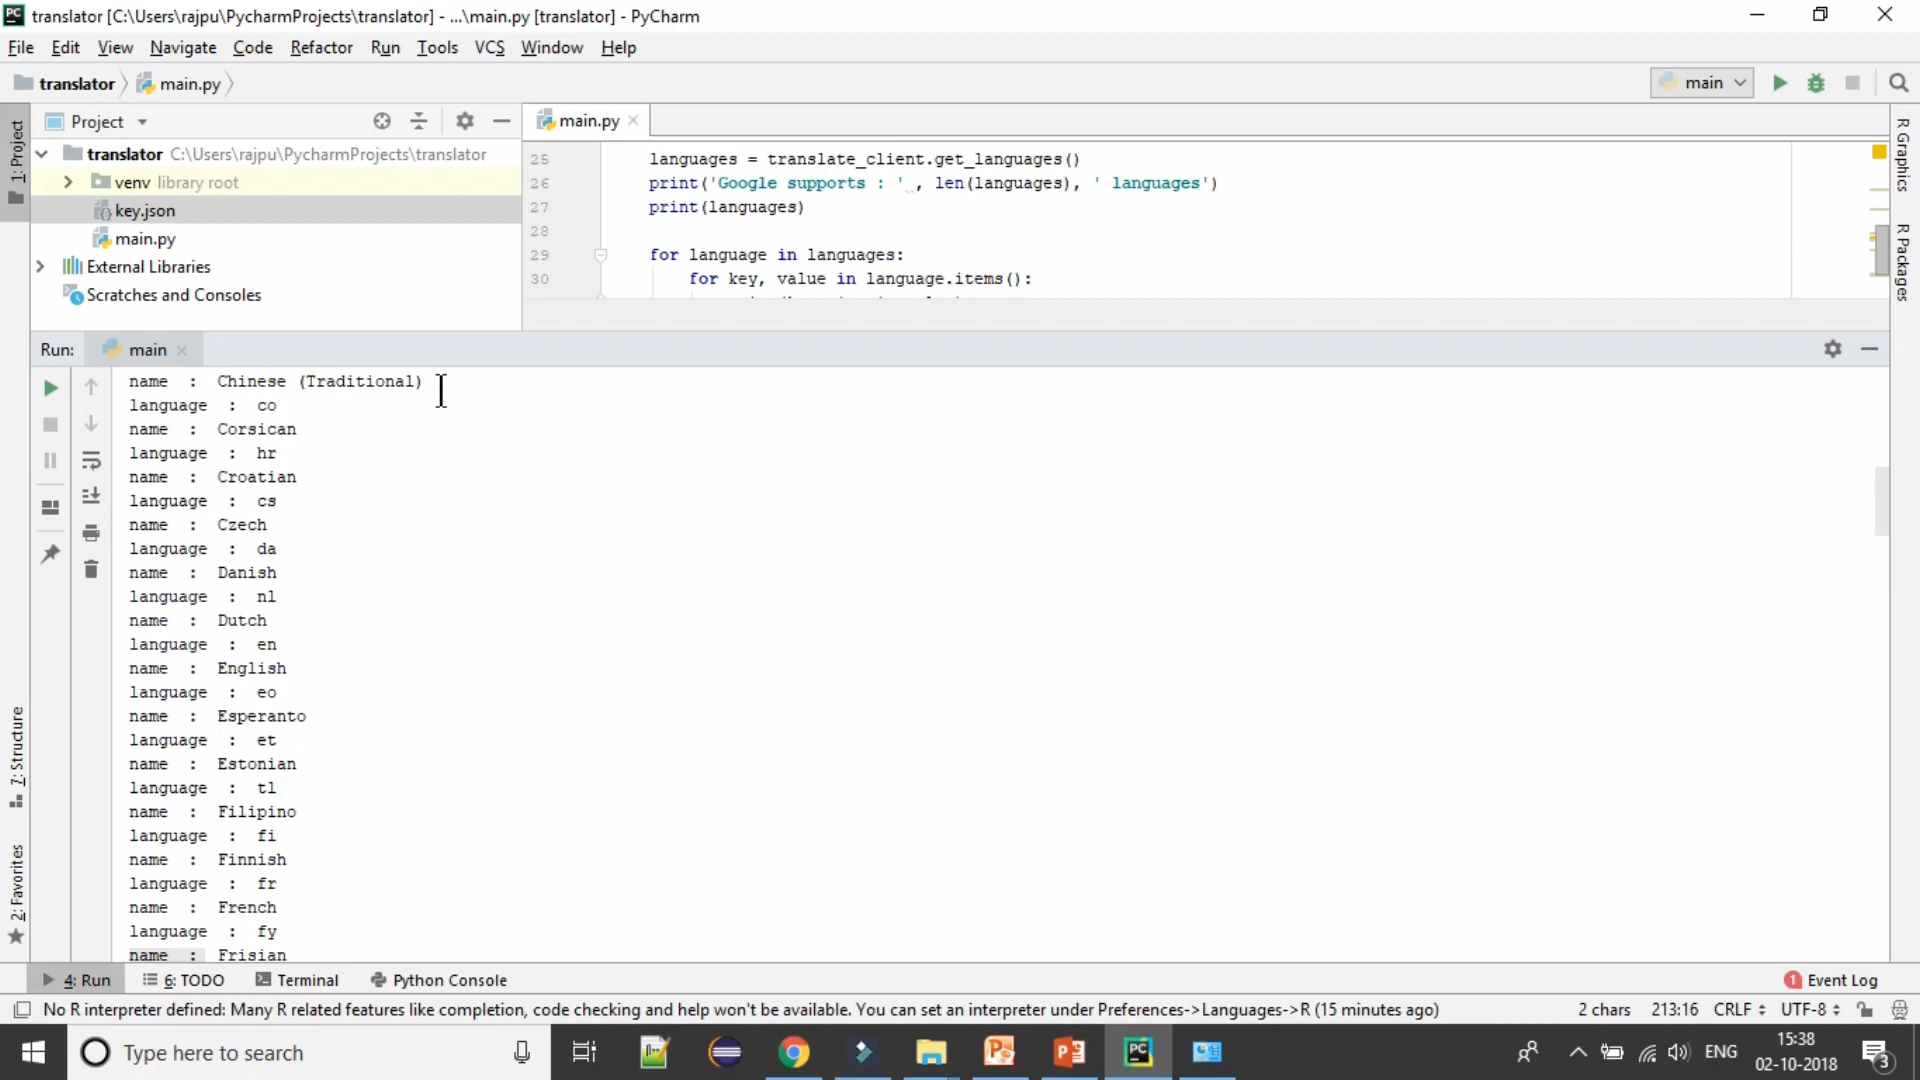 translator [C:\Users\rajpu\PycharmProjects\translator] - ...\main.py [translator] - PyCharm
File Edit View Navigate Code Refactor Run Tools VCS Window Help
translator main.py main
1: Project
Project
translator C:\Users\rajpu\PycharmProjects\translator
venv library root
key.json
main.py
External Libraries
Scratches and Consoles
main.py
25 languages = translate_client.get_languages()
26 print('Google supports : ' , len(languages), ' languages')
27 print(languages)
28
29 for language in languages:
30 for key, value in language.items():
R Graphics
R Packages
Run: main
name : Chinese (Traditional)
language : co
name : Corsican
language : hr
name : Croatian
language : cs
name : Czech
language : da
name : Danish
language : nl
name : Dutch
language : en
name : English
language : eo
name : Esperanto
language : et
name : Estonian
language : tl
name : Filipino
language : fi
name : Finnish
language : fr
name : French
language : fy
name : Frisian
7: Structure
2: Favorites
4: Run 6: TODO Terminal Python Console 1 Event Log
No R interpreter defined: Many R related features like completion, code checking and help won't be available. You can set an interpreter under Preferences->Languages->R (15 minutes ago) 2 chars 213:16 CRLF UTF-8
Type here to search ENG 15:38
02-10-2018 3